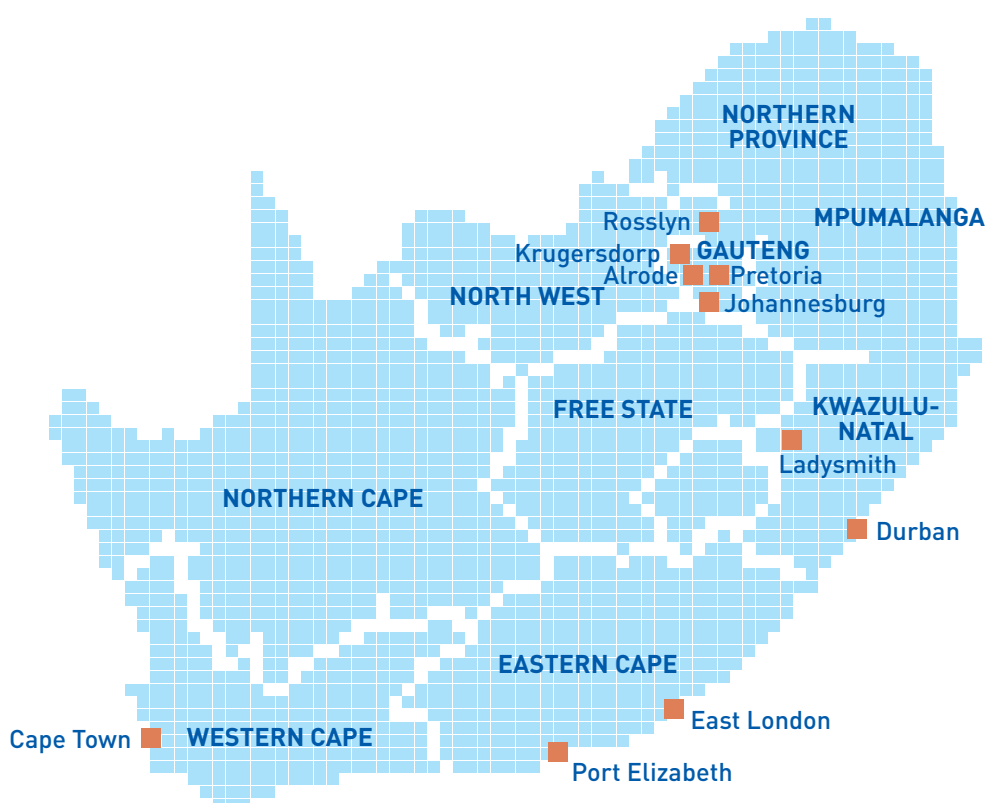 NORTHERN
PROVINCE
MPUMALANGA
Rosslyn
Krugersdorp
GAUTENG
Alrode
Pretoria
NORTH WEST
Johannesburg
FREE STATE
KWAZULU-
NATAL
Ladysmith
NORTHERN CAPE
Durban
EASTERN CAPE
East London
Cape Town
WESTERN CAPE
Port Elizabeth